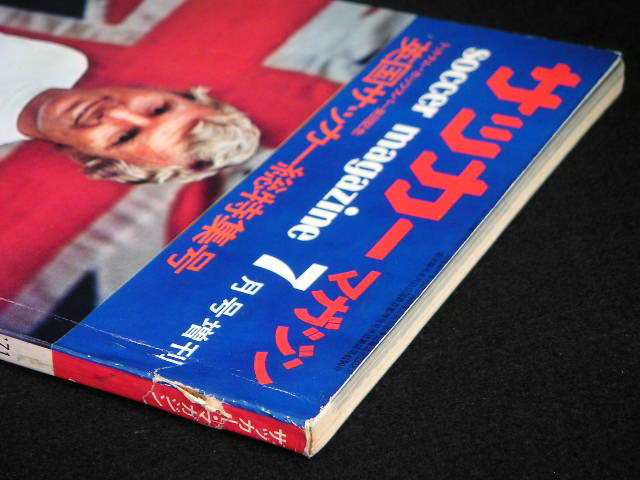 サッカーマガジン
soccer magazine 7月号増刊
英国サッカー総特集号
サッカー・マガジン
'71